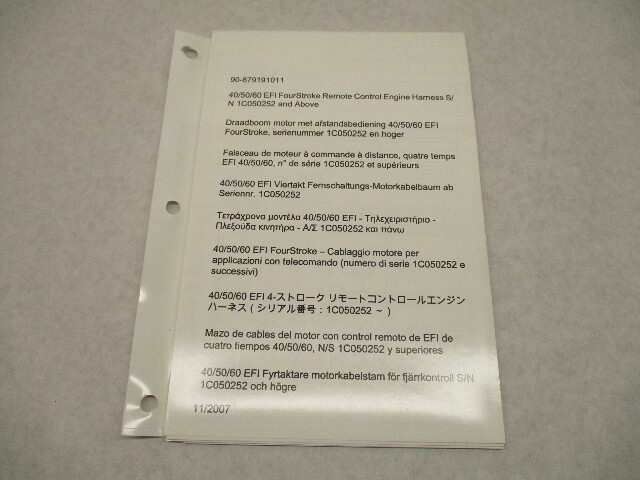 90-879191011
40/50/60 EFI FourStroke Remote Control Engine Harness S/
N 1C050252 and Above
Draadboom motor met afstandsbediening 40/50/60 EFI
FourStroke, serienummer 1C050252 en hoger
Faisceau de moteur à commande à distance, quatre temps
EFI 40/50/60, n° de série 1C050252 et supérieurs
40/50/60 EFI Viertakt Fernschaltungs-Motorkabelbaum ab
Seriennr. 1C050252
Τετράχρονα μοντέλα 40/50/60 EFI - Τηλεχειριστήριο -
Πλεξούδα κινητήρα - Α/Σ 1C050252 και πάνω
40/50/60 EFI FourStroke – Cablaggio motore per
applicazioni con telecomando (numero di serie 1C050252 e
successivi)
40/50/60 EFI 4-ストローク リモートコントロールエンジン
ハーネス ( シリアル番号 : 1C050252 ~ )
Mazo de cables del motor con control remoto de EFI de
cuatro tiempos 40/50/60, N/S 1C050252 y superiores
40/50/60 EFI Fyrtaktare motorkabelstam för fjärrkontroll S/N
1C050252 och högre
11/2007